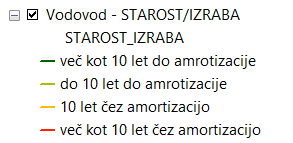 Vodovod - STAROST/IZRABA
STAROST_IZRABA
več kot 10 let do amrotizacije
do 10 let do amortizacije
10 let čez amortizacijo
več kot 10 let čez amortizacijo